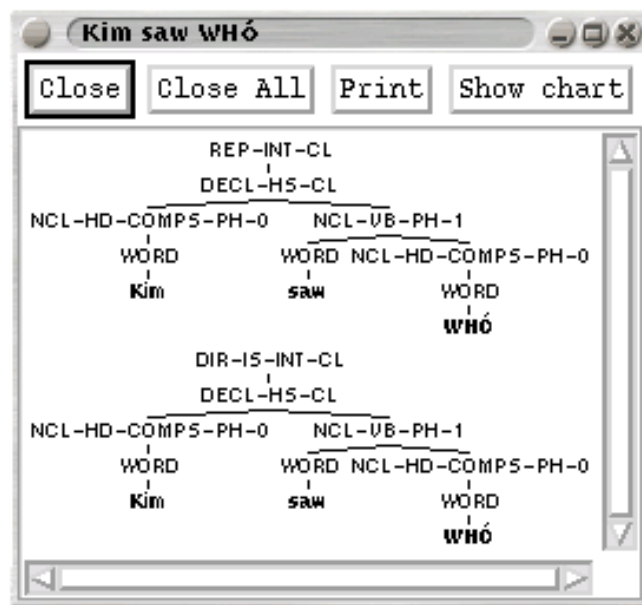 Kim saw WHÓ
Close Close All Print Show chart
REP-INT-CL
DECL-HS-CL
NCL-HD-COMPS-PH-0 NCL-VB-PH-1
WORD WORD NCL-HD-COMPS-PH-0
Kim saw WORD
WHÓ
DIR-IS-INT-CL
DECL-HS-CL
NCL-HD-COMPS-PH-0 NCL-VB-PH-1
WORD WORD NCL-HD-COMPS-PH-0
Kim saw WORD
WHÓ